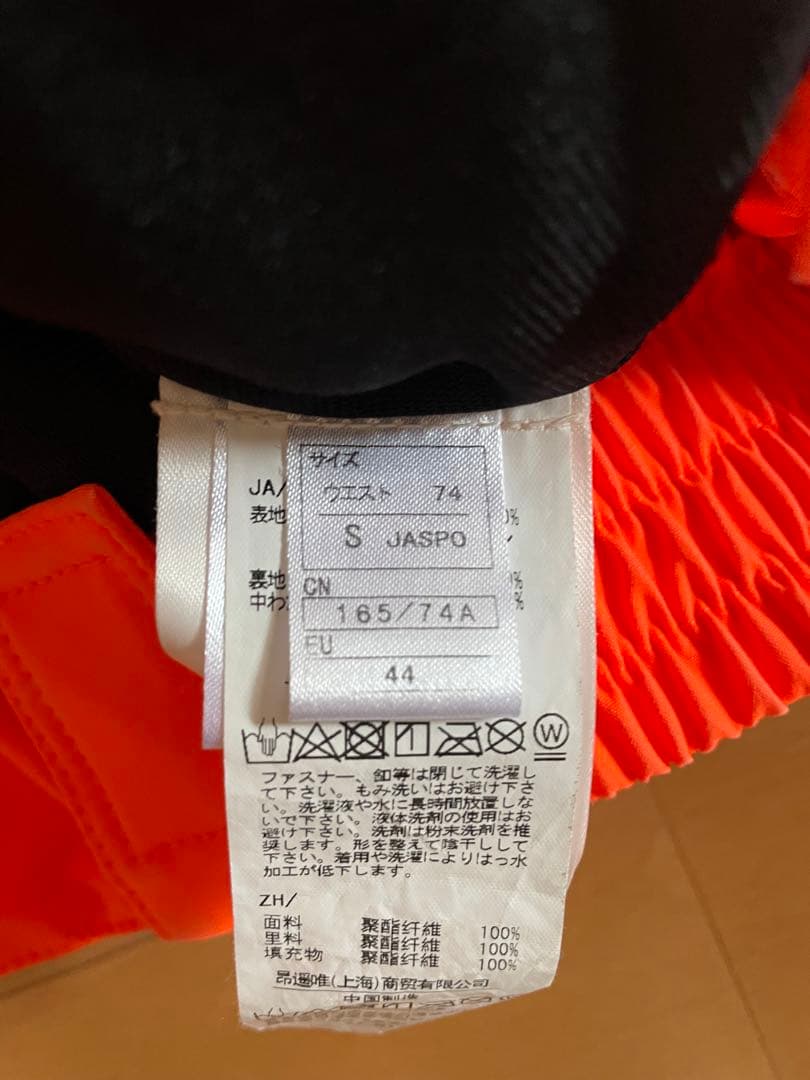 サイズ
ウエスト 74
S JASPO
CN
165/74A
EU
44
JA/
表地
%
裏地
%
中わ
%
W
ファスナー、釦等は閉じて洗濯し
て下さい。もみ洗いはお避け下さ
い。洗濯液や水に長時間放置しな
いで下さい。液体洗剤の使用はお
避け下さい。洗剤は粉末洗剤を推
奨します。形を整えて陰干しして
下さい。着用や洗濯によりはっ水
加工が低下します。
ZH/
面料 聚酯纤维 100%
里料 聚酯纤维 100%
填充物 聚酯纤维 100%
昂遥唯(上海)商贸有限公司
中国制造